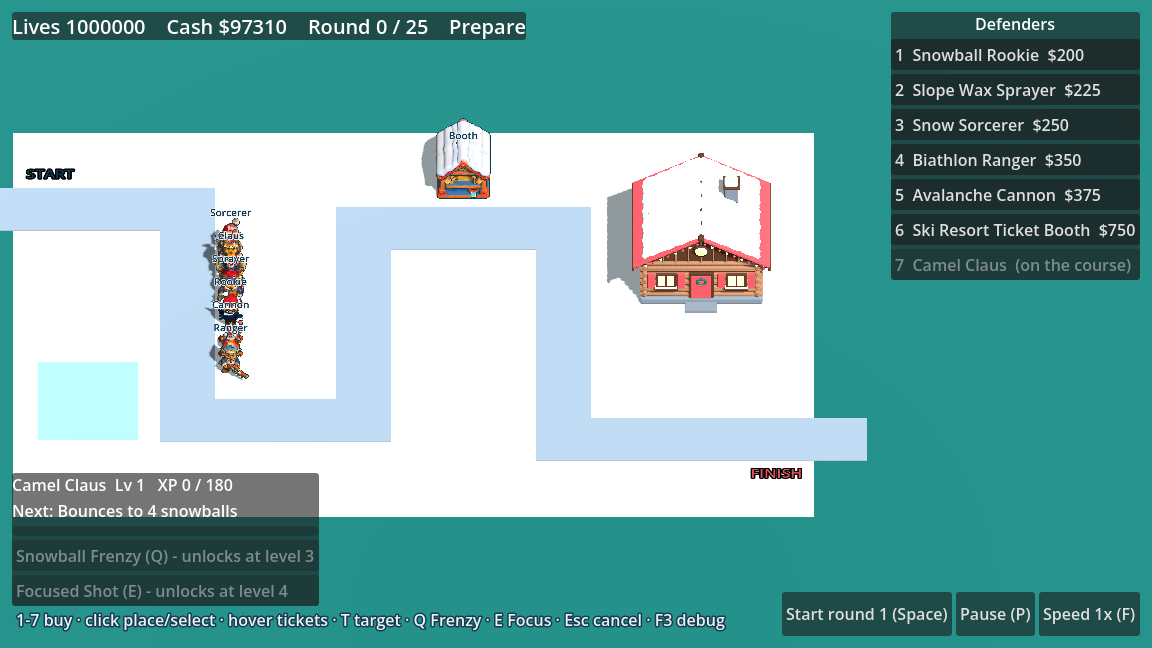 Lives 1000000 Cash $97310 Round 0 / 25 Prepare
Defenders
1 Snowball Rookie $200
2 Slope Wax Sprayer $225
3 Snow Sorcerer $250
4 Biathlon Ranger $350
5 Avalanche Cannon $375
6 Ski Resort Ticket Booth $750
7 Camel Claus (on the course)
Booth
START
Sorcerer
Claus
Sprayer
Rookie
Cannon
Ranger
FINISH
Camel Claus Lv 1 XP 0 / 180
Next: Bounces to 4 snowballs
Snowball Frenzy (Q) - unlocks at level 3
Focused Shot (E) - unlocks at level 4
1-7 buy · click place/select · hover tickets · T target · Q Frenzy · E Focus · Esc cancel · F3 debug
Start round 1 (Space)
Pause (P)
Speed 1x (F)